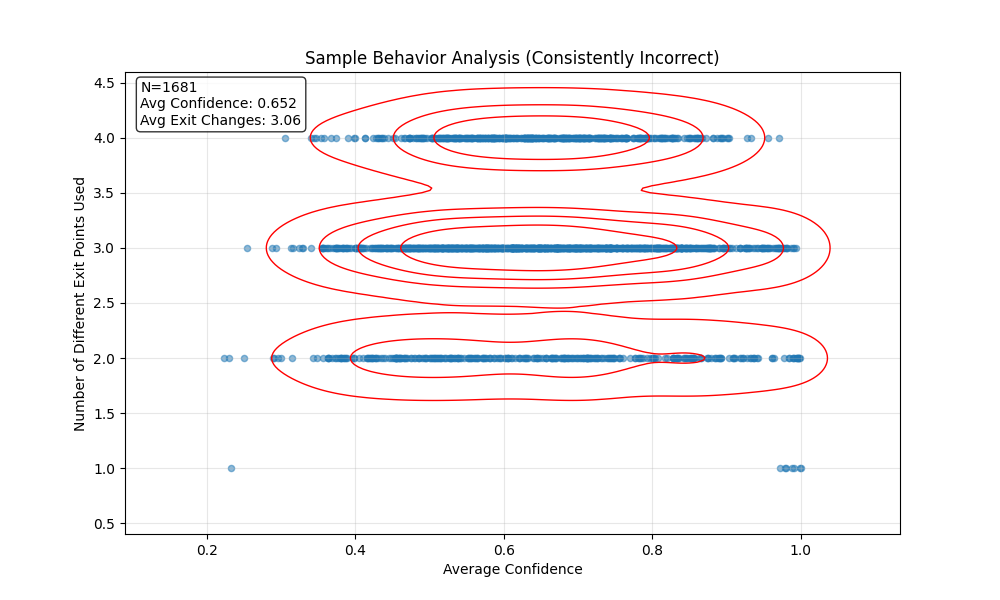 Sample Behavior Analysis (Consistently Incorrect)
N=1681
Avg Confidence: 0.652
Avg Exit Changes: 3.06
Number of Different Exit Points Used
4.5
4.0
3.5
3.0
2.5
2.0
1.5
1.0
0.5
0.2
0.4
0.6
0.8
1.0
Average Confidence